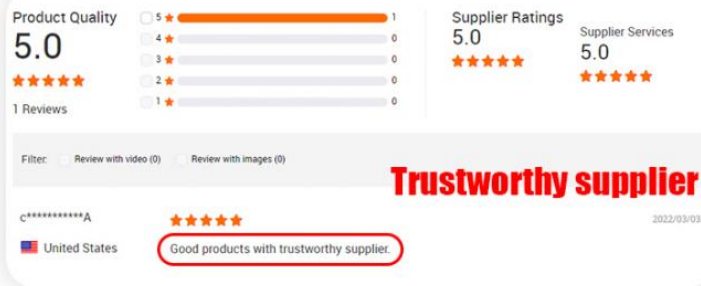 Product Quality
5.0
1 Reviews
5 1
4 0
3 0
2 0
1 0
Supplier Ratings
5.0
Supplier Services
5.0
Filter: Review with video (0) Review with images (0)
Trustworthy supplier
c***********A
2022/03/03
United States
Good products with trustworthy supplier.